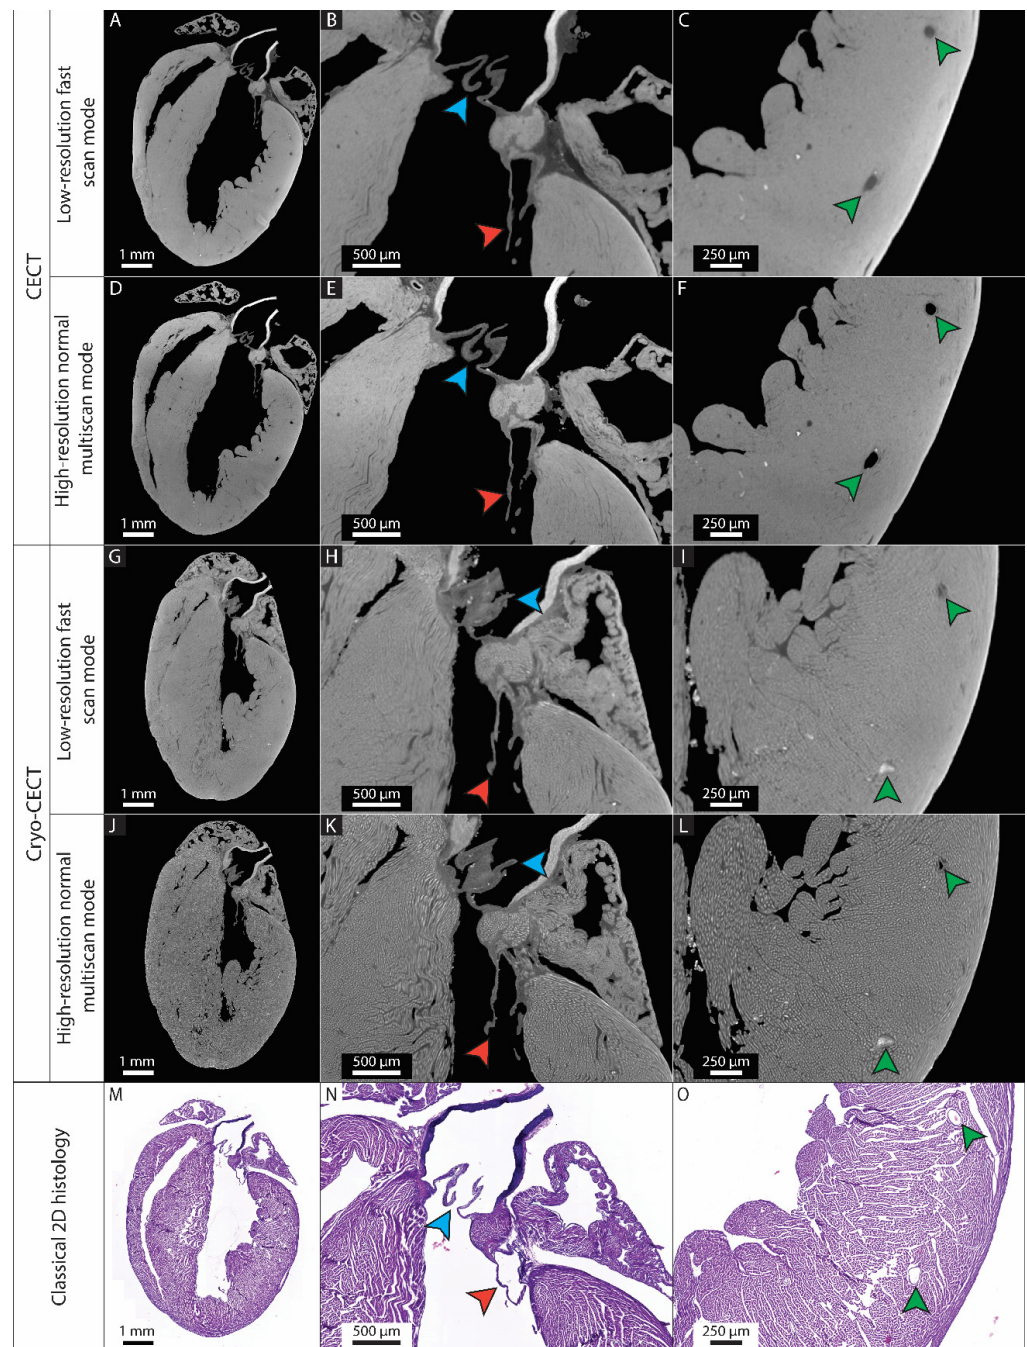 CECT
Low-resolution fast
scan mode
A
1 mm
B
500 µm
C
250 µm
High-resolution normal
multiscan mode
D
1 mm
E
500 µm
F
250 µm
Cryo-CECT
Low-resolution fast
scan mode
G
1 mm
H
500 µm
I
250 µm
High-resolution normal
multiscan mode
J
1 mm
K
500 µm
L
250 µm
Classical 2D histology
M
1 mm
N
500 µm
O
250 µm